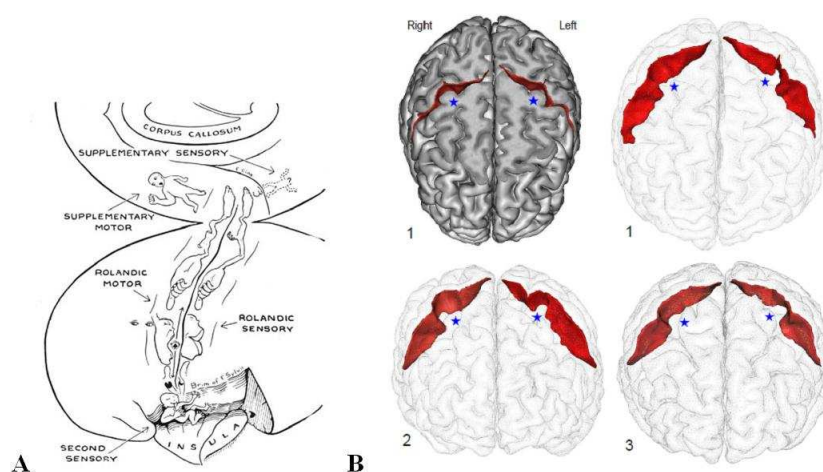 CORPUS CALLOSUM
SUPPLEMENTARY SENSORY
SUPPLEMENTARY
MOTOR
ROLANDIC
MOTOR
ROLANDIC
SENSORY
SECOND
SENSORY
INSULA
A
B
Right
Left
1
1
2
3